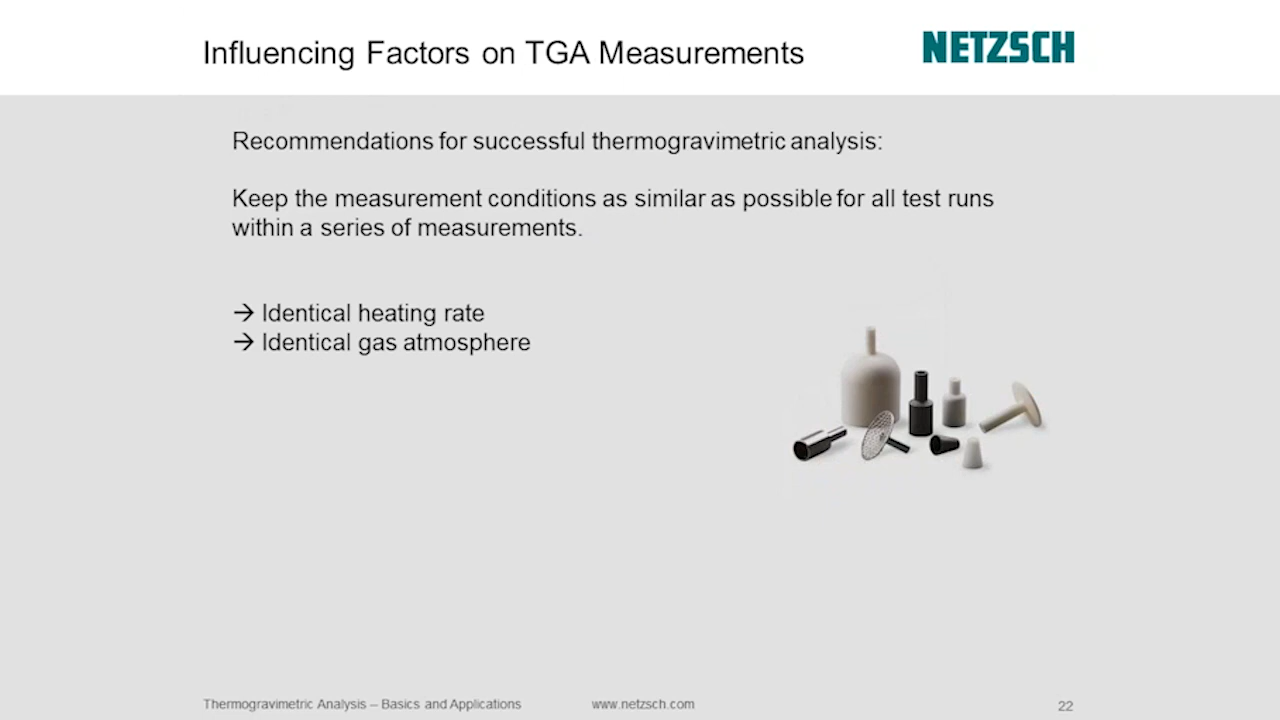 Influencing Factors on TGA Measurements
NETZSCH
Recommendations for successful thermogravimetric analysis:
Keep the measurement conditions as similar as possible for all test runs
within a series of measurements.
→ Identical heating rate
→ Identical gas atmosphere
Thermogravimetric Analysis – Basics and Applications
www.netzsch.com
22